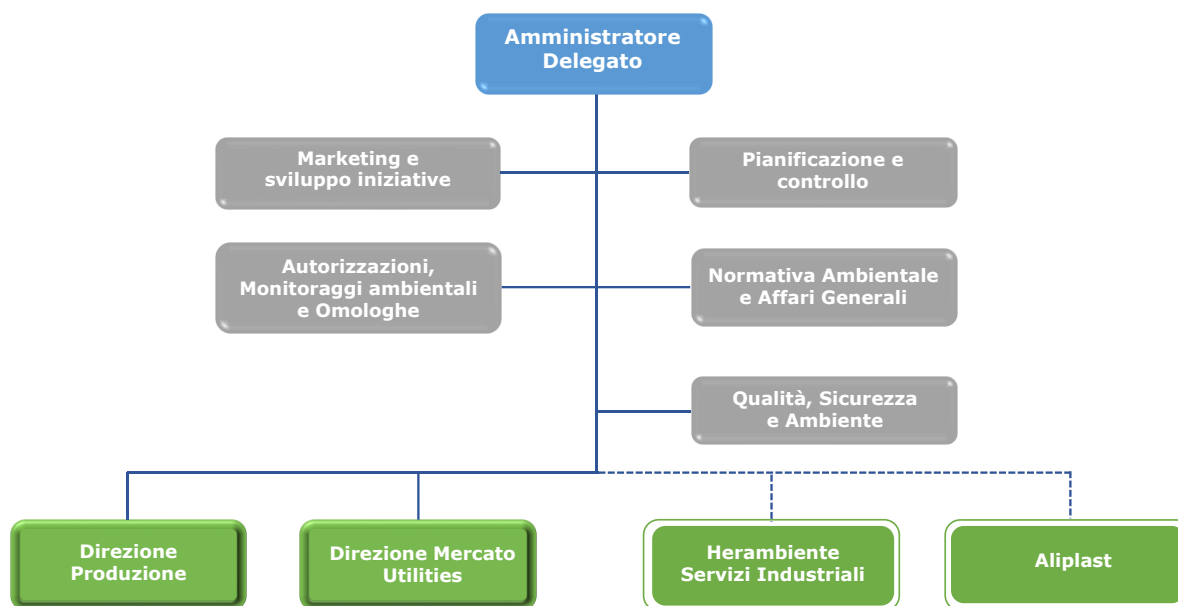 Amministratore
Delegato
Marketing e
sviluppo iniziative
Pianificazione e
controllo
Autorizzazioni,
Monitoraggi ambientali
e Omologhe
Normativa Ambientale
e Affari Generali
Qualità, Sicurezza
e Ambiente
Direzione
Produzione
Direzione Mercato
Utilities
Herambiente
Servizi Industriali
Aliplast